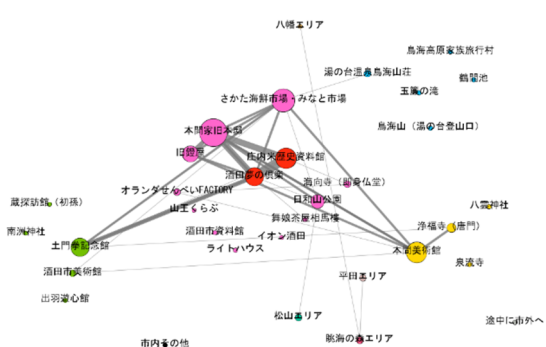 八幡エリア
鳥海高原家族旅行村
湯の台温泉鳥海山荘
鶴間池
玉簾の滝
さかた海鮮市場・みなと市場
鳥海山(湯の台登山口)
本間家旧本邸
旧鐙屋
庄内米歴史資料館
酒田夢の倶楽
海向寺(即身仏堂)
オランダせんべいFACTORY
日和山公園
蔵探訪館(初孫)
山王くらぶ
八雲神社
舞娘茶屋相馬樓
浄福寺(唐門)
南洲神社
酒田市資料館
イオン酒田
土門拳記念館
ライトハウス
本間美術館
泉流寺
酒田市美術館
平田エリア
出羽遊心館
松山エリア
途中に市外へ
眺海の森エリア
市内その他